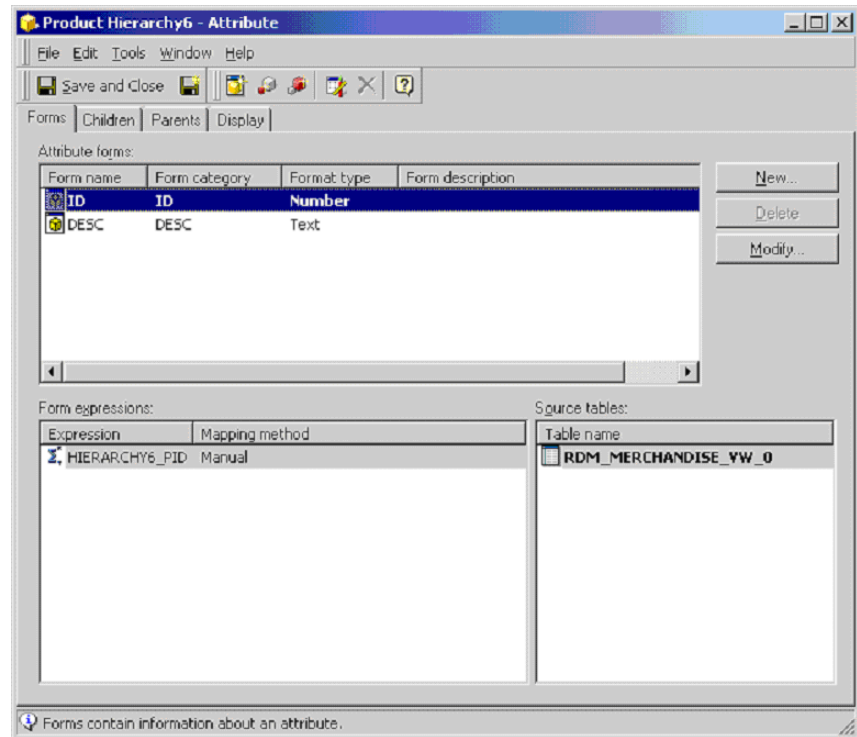 Product Hierarchy6 - Attribute
File Edit Tools Window Help
Save and Close
Forms Children Parents Display
Attribute forms:
Form name Form category Format type Form description
ID ID Number
DESC DESC Text
New...
Delete
Modify...
Form expressions:
Expression Mapping method
HIERARCHY6_PID Manual
Source tables:
Table name
RDM_MERCHANDISE_VW_0
Forms contain information about an attribute.